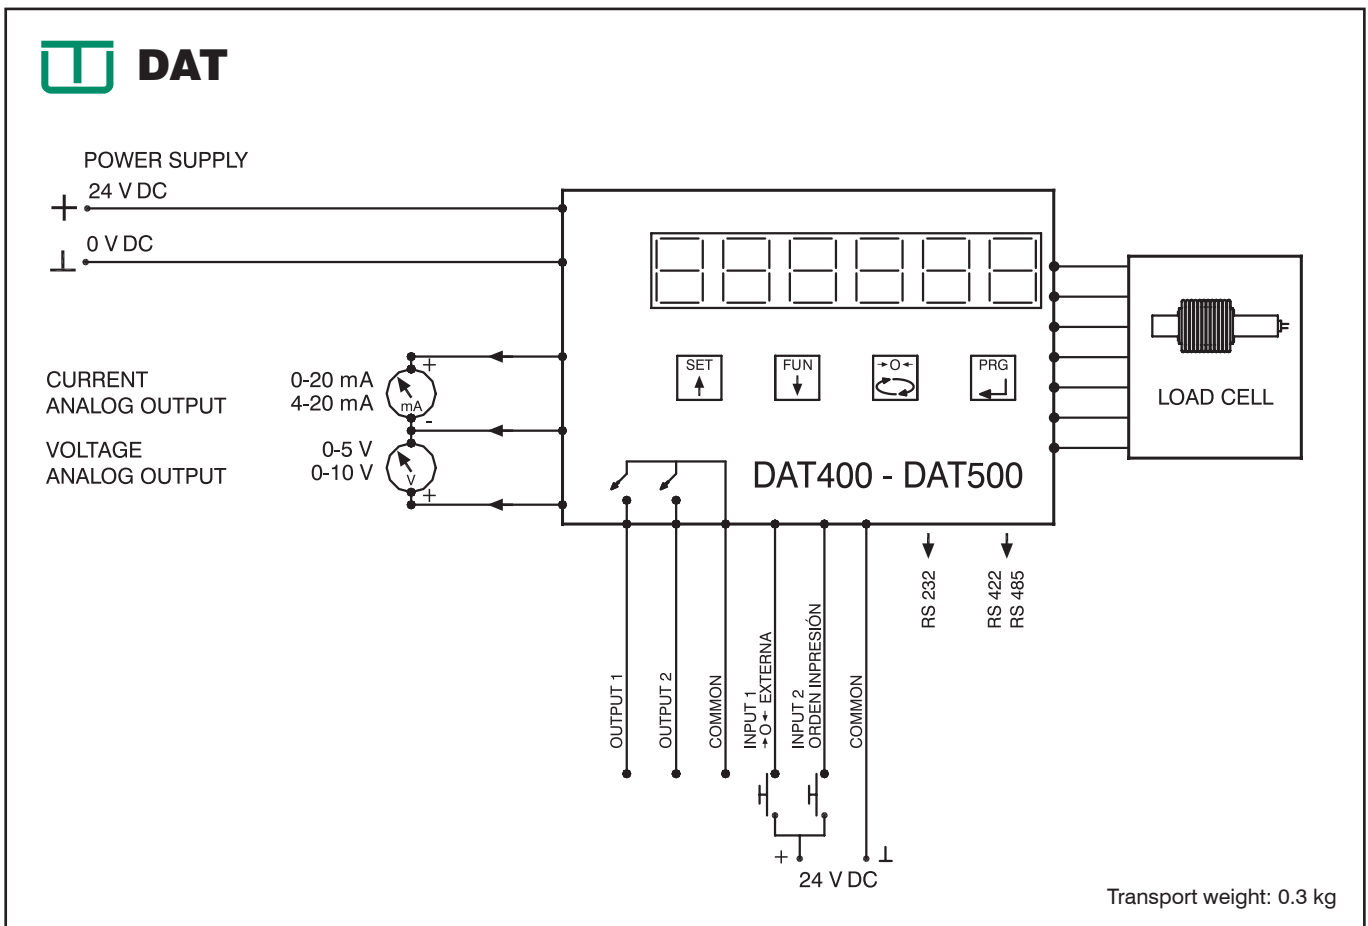 DAT
POWER SUPPLY
24 V DC
+
0 V DC
CURRENT
ANALOG OUTPUT
0-20 mA
4-20 mA
+
mA
-
VOLTAGE
ANALOG OUTPUT
0-5 V
0-10 V
V
+
SET
FUN
→O←
PRG
LOAD CELL
DAT400 - DAT500
OUTPUT 1
OUTPUT 2
COMMON
INPUT 1
→O← EXTERNA
INPUT 2
ORDEN INPRESIÓN
COMMON
RS 232
RS 422
RS 485
+
24 V DC
Transport weight: 0.3 kg